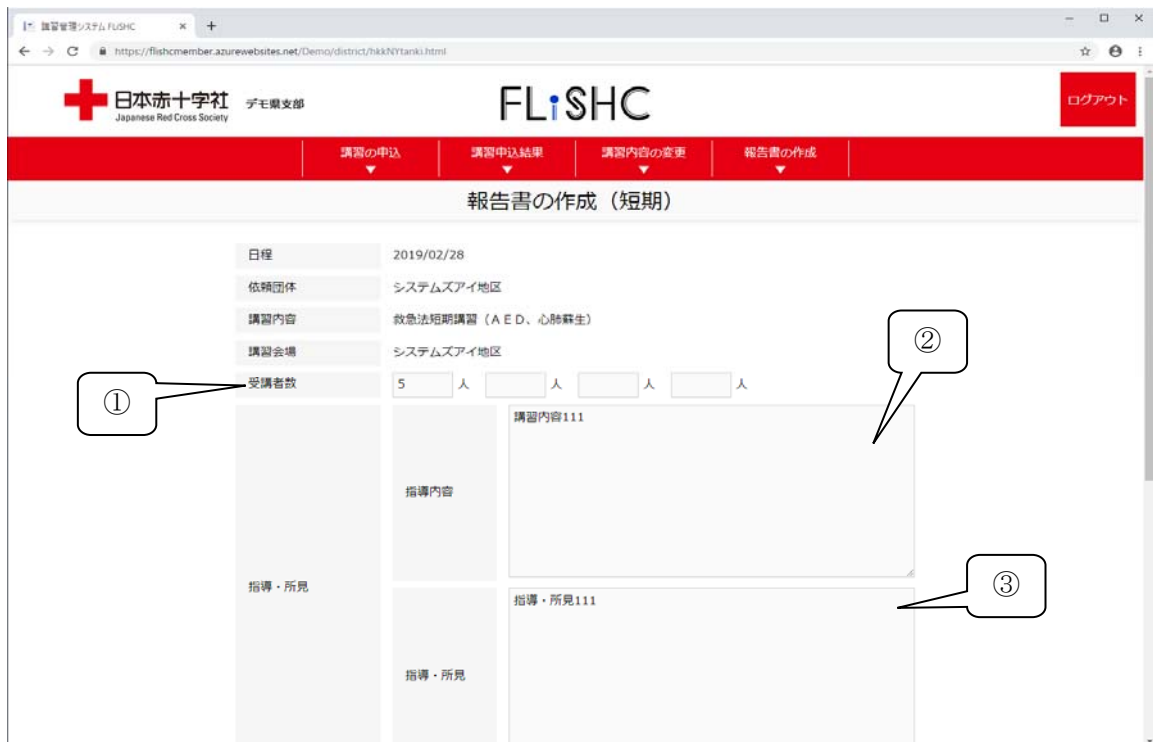 講習管理システム FLiSHC
https://flishcmember.azurewebsites.net/Demo/district/hkkNYtanki.html
日本赤十字社 デモ県支部
Japanese Red Cross Society
FLiSHC
ログアウト
講習の申込 講習申込結果 講習内容の変更 報告書の作成
▼ ▼ ▼ ▼
報告書の作成（短期）
日程 2019/02/28
依頼団体 システムズアイ地区
講習内容 救急法短期講習（ＡＥＤ、心肺蘇生）
講習会場 システムズアイ地区
②
受講者数 5 人 人 人 人
①
講習内容111
指導内容
指導・所見
③
指導・所見111
指導・所見